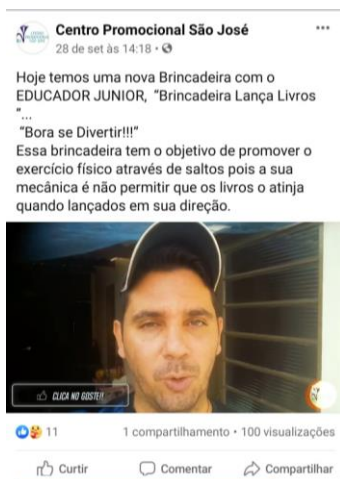 Centro Promocional São José
28 de set às 14:18 •
Hoje temos uma nova Brincadeira com o
EDUCADOR JUNIOR, "Brincadeira Lança Livros
"...
"Bora se Divertir!!!"
Essa brincadeira tem o objetivo de promover o
exercício físico através de saltos pois a sua
mecânica é não permitir que os livros o atinja
quando lançados em sua direção.
CLICA NO GOSTEI!
11
1 compartilhamento • 100 visualizações
Curtir
Comentar
Compartilhar